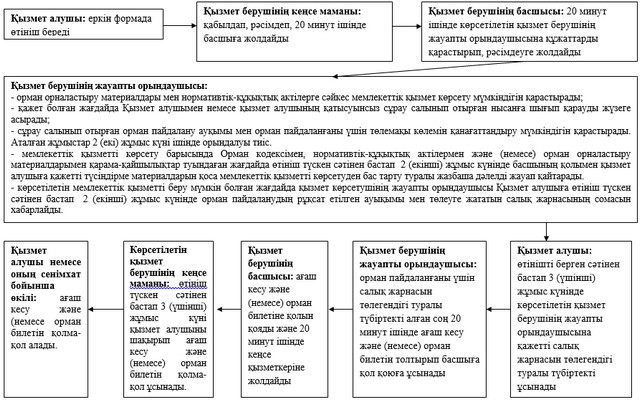 Қызмет алушы: еркін формада
өтініш береді
Қызмет берушінің кеңсе маманы:
қабылдап, рәсімдеп, 20 минут ішінде
басшыға жолдайды
Қызмет берушінің басшысы: 20 минут
ішінде көрсетілетін қызмет берушінің
жауапты орындаушысына құжаттарды
қарастырып, рәсімдеуге жолдайды
Қызмет берушінің жауапты орындаушысы:
- орман орналастыру материалдары мен нормативтік-құқықтық актілерге сәйкес мемлекеттік қызмет көрсету мүмкіндігін қарастырады;
- қажет болған жағдайда Қызмет алушының немесе қызмет алушының қатысуынсыз сұрау салынып отырған нысанға шығып қарауды жүзеге
асырады;
- сұрау салынып отырған орман пайдалану ауқымы мен орман пайдаланғаны үшін төлемақы көлемін қанағаттандыру мүмкіндігін қарастырады.
Аталған жұмыстар 2 (екі) жұмыс күні ішінде орындалуы тиіс.
- мемлекеттік қызметті көрсету барысында Орман кодексімен, нормативтік-құқықтық актілермен және (немесе) орман орналастыру
материалдарымен қарама-қайшылықтар туындаған жағдайда өтініш түскен сәтінен бастап 2 (екінші) жұмыс күнінде басшының қолымен қызмет
алушыға қажетті түсіндірме материалдарын қоса мемлекеттік қызметті көрсетуден бас тарту туралы жазбаша дәлелді жауап қайтарады.
- көрсетілетін мемлекеттік қызметті беру мүмкін болған жағдайда қызмет көрсетушінің жауапты орындаушысы Қызмет алушыға өтініш түскен
сәтінен бастап 2 (екінші) жұмыс күнінде орман пайдаланудың рұқсат етілген ауқымы мен төлеуге жататын салық жарнасының сомасын
хабарлайды.
Қызмет
алушы немесе
оның сенімхат
бойынша
өкілі: ағаш
кесу және
(немесе) орман
билетін қолма-
қол алады.
Көрсетілетін
қызмет
берушінің кеңсе
маманы: өтініш
түскен сәтінен
бастап 3 (үшінші)
жұмыс күні
қызмет алушыны
шақырып ағаш
кесу және
(немесе) орман
билетін қолма-
қол ұсынады.
Қызмет
берушінің
басшысы: ағаш
кесу және
(немесе) орман
билетіне қолын
қояды және 20
минут ішінде
кеңсе
қызметкеріне
жолдайды
Қызмет берушінің
жауапты орындаушысы:
орман пайдаланғаны үшін
салық жарнасын
төлегендігі туралы
түбіртекті алған соң 20
минут ішінде ағаш кесу
және (немесе) орман
билетін толтырып басшыға
қол қоюға ұсынады
Қызмет алушы:
өтінішті берген сәтінен
бастап 3 (үшінші)
жұмыс күнінде
көрсетілетін қызмет
берушінің жауапты
орындаушысына
қажетті салық
жарнасын төлегендігі
туралы түбіртекті
ұсынады